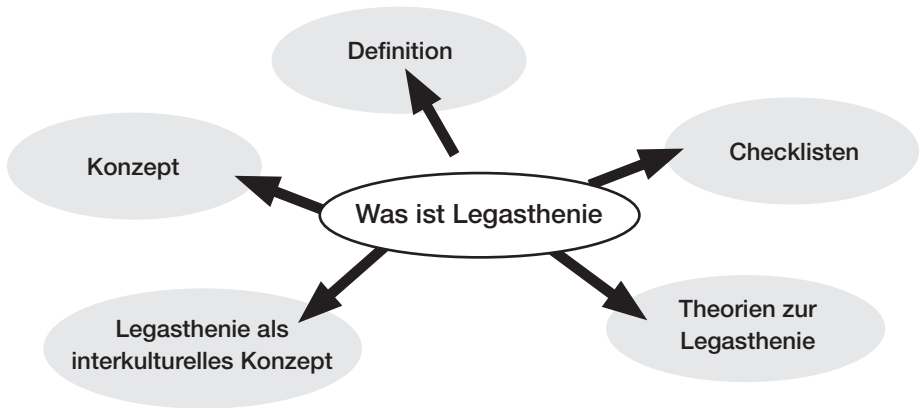 Definition
Konzept
Checklisten
Was ist Legasthenie
Legasthenie als
interkulturelles Konzept
Theorien zur
Legasthenie